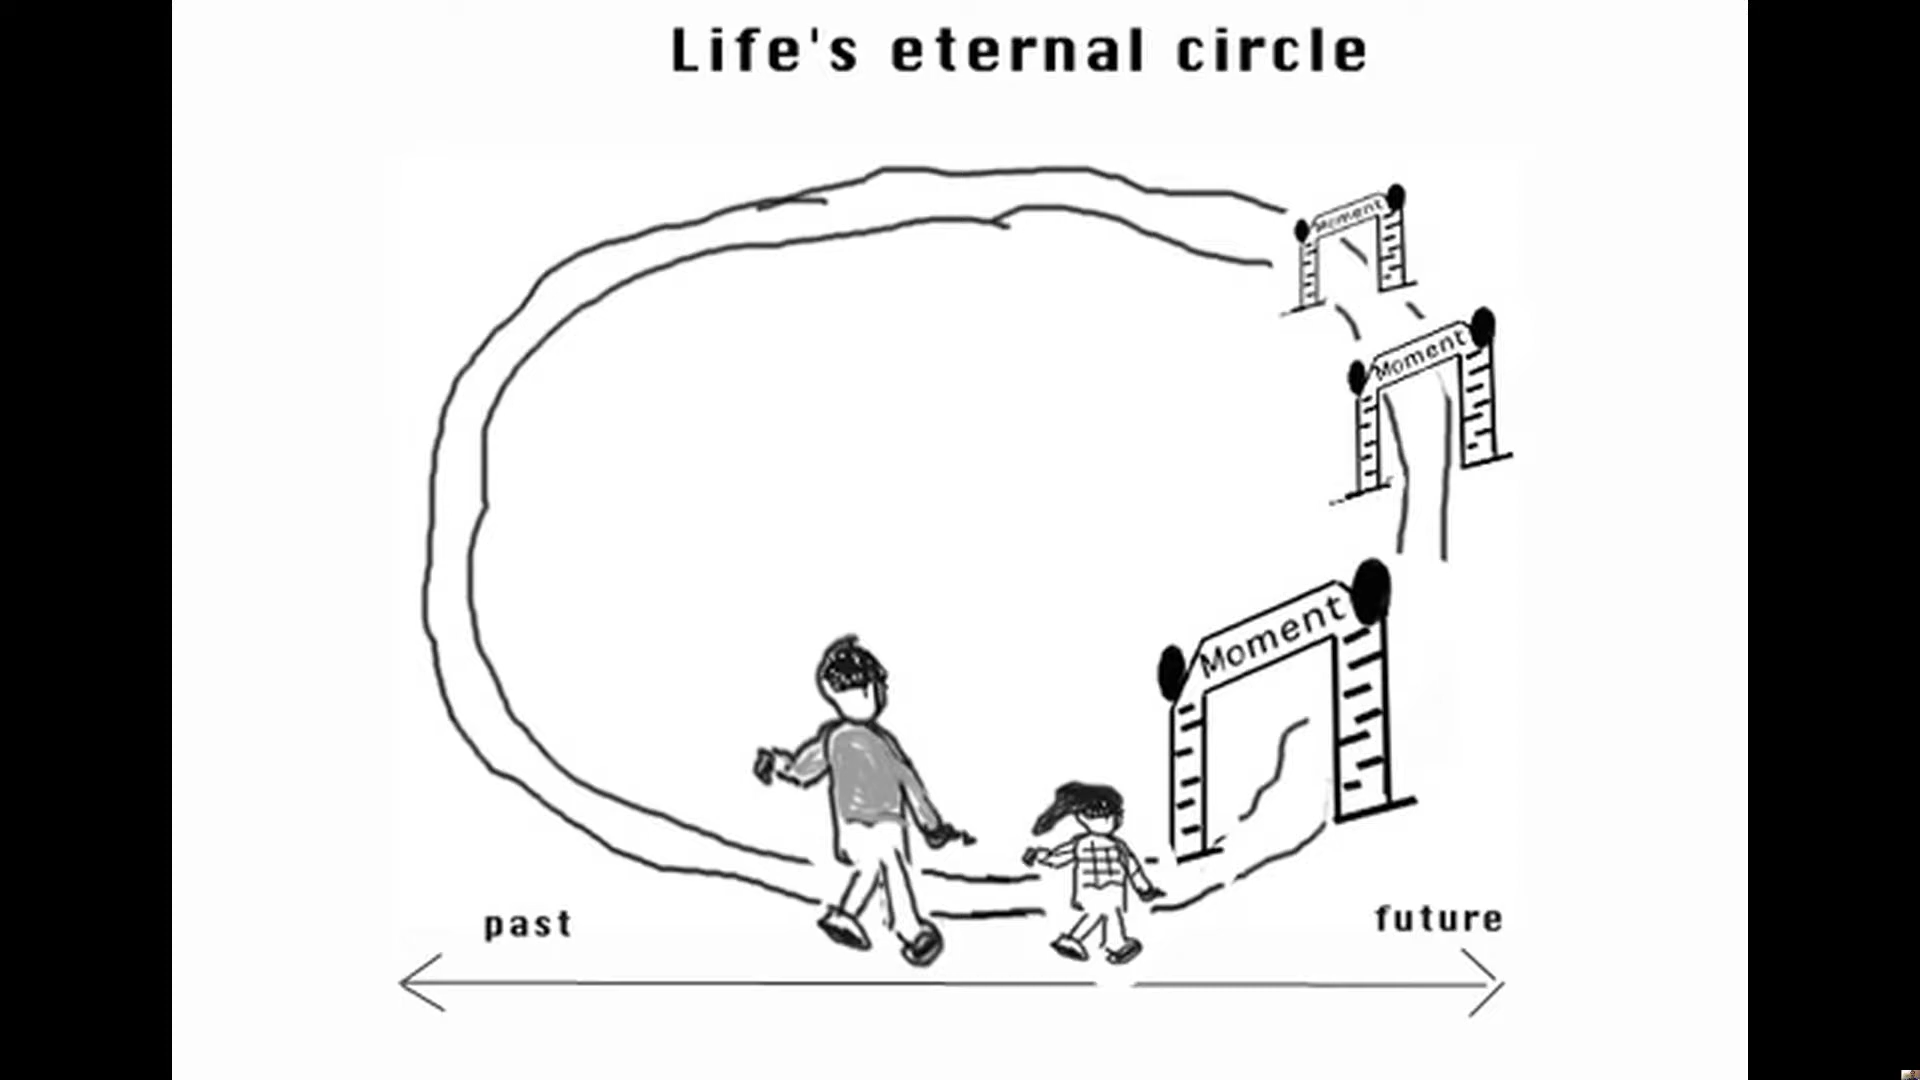 Life's eternal circle
Moment
Moment
Moment
past
future